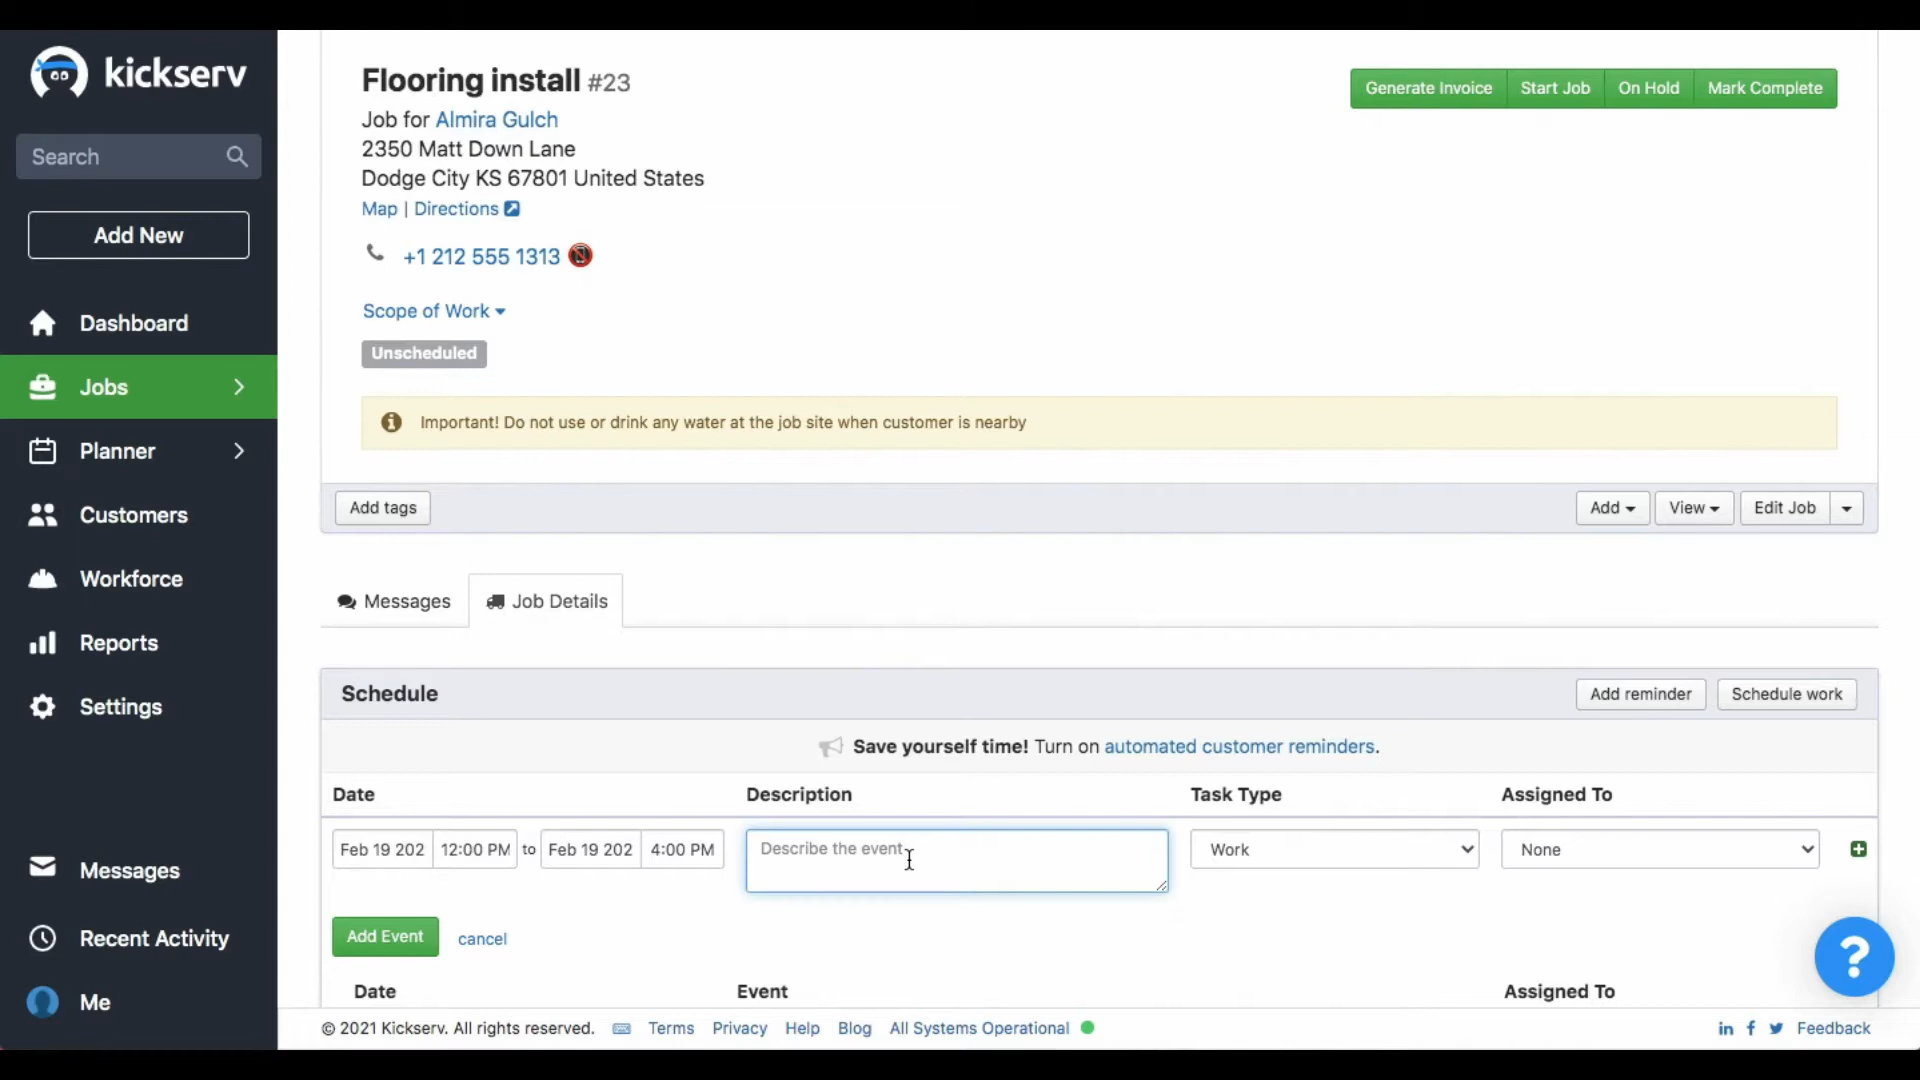 kickserv
Search
Add New
Dashboard
Jobs
Planner
Customers
Workforce
Reports
Settings
Messages
Recent Activity
Me
Flooring install #23
Generate Invoice Start Job On Hold Mark Complete
Job for Almira Gulch
2350 Matt Down Lane
Dodge City KS 67801 United States
Map | Directions
+1 212 555 1313
Scope of Work
Unscheduled
Important! Do not use or drink any water at the job site when customer is nearby
Add tags Add View Edit Job
Messages Job Details
Schedule Add reminder Schedule work
Save yourself time! Turn on automated customer reminders.
Date Description Task Type Assigned To
Feb 19 202 12:00 PM to Feb 19 202 4:00 PM Describe the event Work None
Add Event cancel
Date Event Assigned To
© 2021 Kickserv. All rights reserved. Terms Privacy Help Blog All Systems Operational Feedback